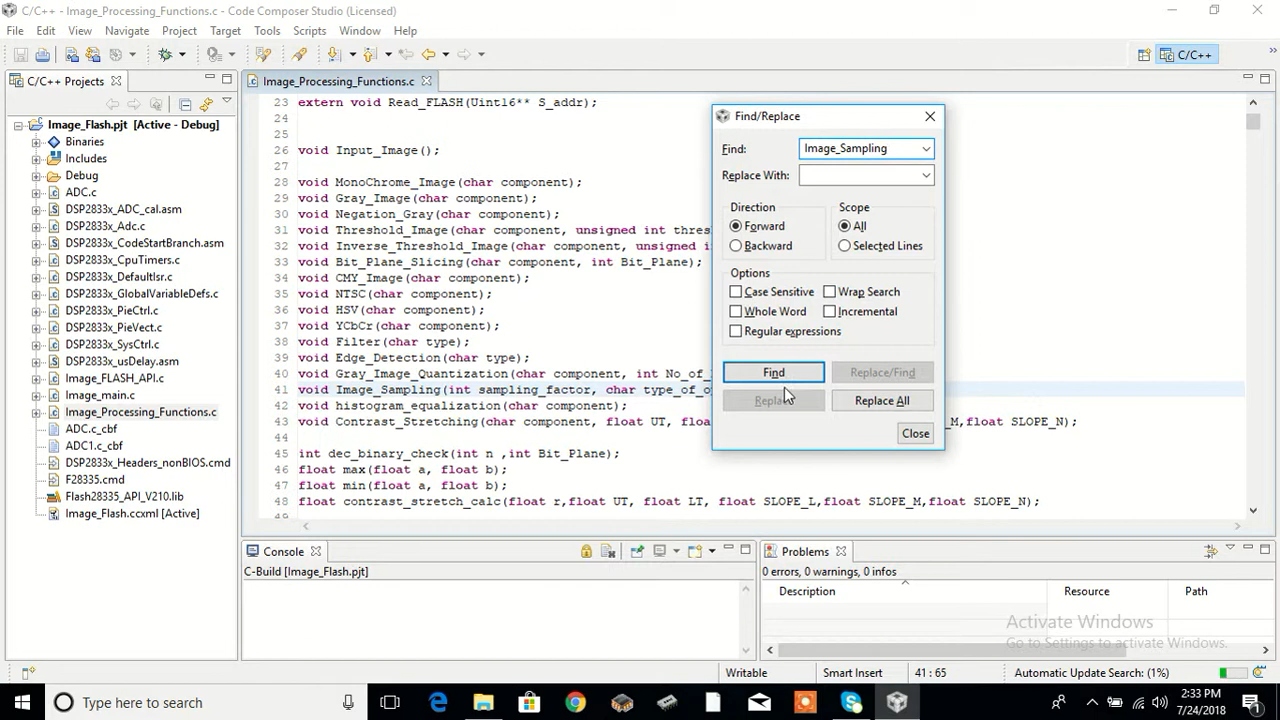 C/C++ - Image_Processing_Functions.c - Code Composer Studio (Licensed)
File Edit View Navigate Project Target Tools Scripts Window Help
C/C++
C/C++ Projects
Image_Flash.pjt [Active - Debug]
Binaries
Includes
Debug
ADC.c
DSP2833x_ADC_cal.asm
DSP2833x_Adc.c
DSP2833x_CodeStartBranch.asm
DSP2833x_CpuTimers.c
DSP2833x_DefaultIsr.c
DSP2833x_GlobalVariableDefs.c
DSP2833x_PieCtrl.c
DSP2833x_PieVect.c
DSP2833x_SysCtrl.c
DSP2833x_usDelay.asm
Image_FLASH_API.c
Image_main.c
Image_Processing_Functions.c
ADC.c_cbf
ADC1.c_cbf
DSP2833x_Headers_nonBIOS.cmd
F28335.cmd
Flash28335_API_V210.lib
Image_Flash.ccxml [Active]
Image_Processing_Functions.c
23 extern void Read_FLASH(Uint16** S_addr);
24
25
26 void Input_Image();
27
28 void MonoChrome_Image(char component);
29 void Gray_Image(char component);
30 void Negation_Gray(char component);
31 void Threshold_Image(char component, unsigned int thres
32 void Inverse_Threshold_Image(char component, unsigned i
33 void Bit_Plane_Slicing(char component, int Bit_Plane);
34 void CMY_Image(char component);
35 void NTSC(char component);
36 void HSV(char component);
37 void YCbCr(char component);
38 void Filter(char type);
39 void Edge_Detection(char type);
40 void Gray_Image_Quantization(char component, int No_of_
41 void Image_Sampling(int sampling_factor, char type_of_o
42 void histogram_equalization(char component);
43 void Contrast_Stretching(char component, float UT, floa _M,float SLOPE_N);
44
45 int dec_binary_check(int n ,int Bit_Plane);
46 float max(float a, float b);
47 float min(float a, float b);
48 float contrast_stretch_calc(float r,float UT, float LT, float SLOPE_L,float SLOPE_M,float SLOPE_N);
49
Find/Replace
Find: Image_Sampling
Replace With:
Direction
Forward
Backward
Scope
All
Selected Lines
Options
Case Sensitive
Wrap Search
Whole Word
Incremental
Regular expressions
Find
Replace/Find
Replace
Replace All
Close
Console
C-Build [Image_Flash.pjt]
Problems
0 errors, 0 warnings, 0 infos
Description Resource Path
Activate Windows
Go to Settings to activate Windows.
Writable Smart Insert 41 : 65 Automatic Update Search: (1%)
Type here to search
2:33 PM
7/24/2018
1